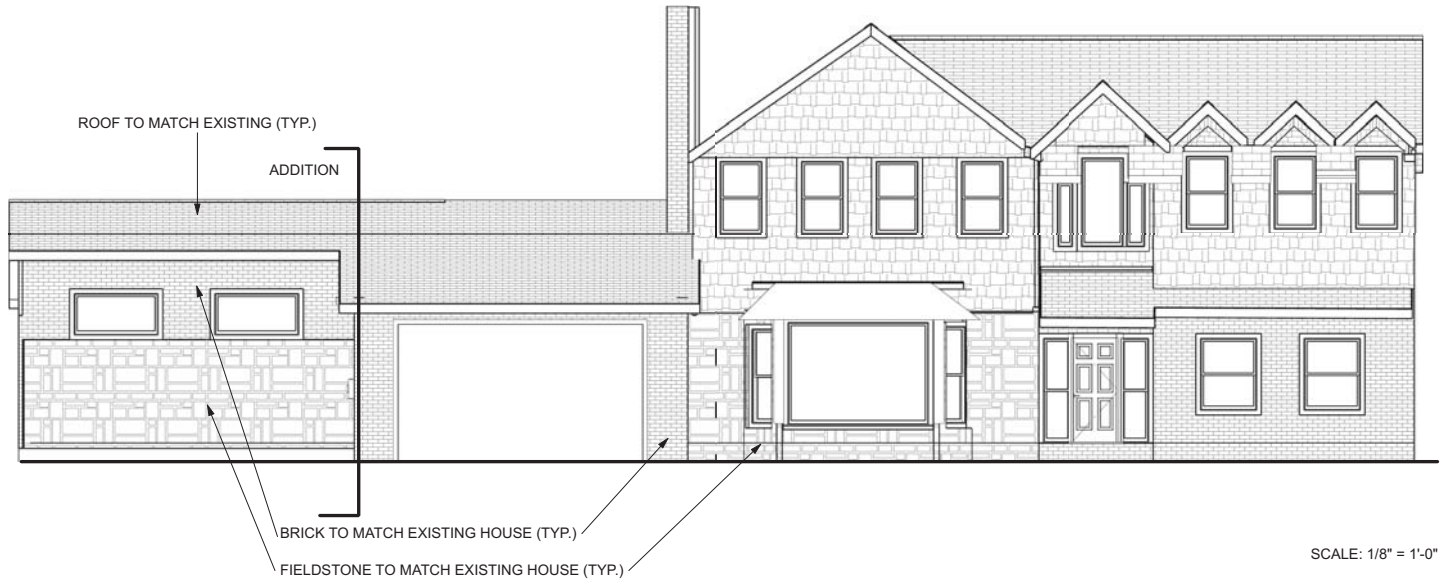 ROOF TO MATCH EXISTING (TYP.)
ADDITION
BRICK TO MATCH EXISTING HOUSE (TYP.)
FIELDSTONE TO MATCH EXISTING HOUSE (TYP.)
SCALE: 1/8" = 1'-0"